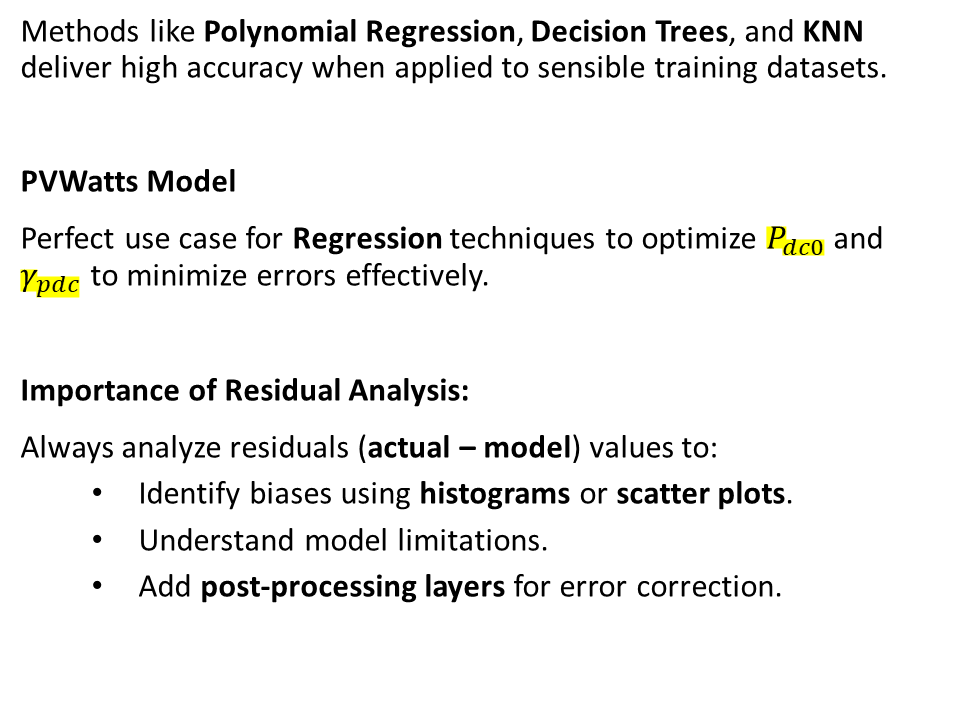 Methods like Polynomial Regression, Decision Trees, and KNN
deliver high accuracy when applied to sensible training datasets.
PVWatts Model
Perfect use case for Regression techniques to optimize 𝑃𝑑𝑐0 and
𝛾𝑝𝑑𝑐 to minimize errors effectively.
Importance of Residual Analysis:
Always analyze residuals (actual – model) values to:
• Identify biases using histograms or scatter plots.
• Understand model limitations.
• Add post-processing layers for error correction.